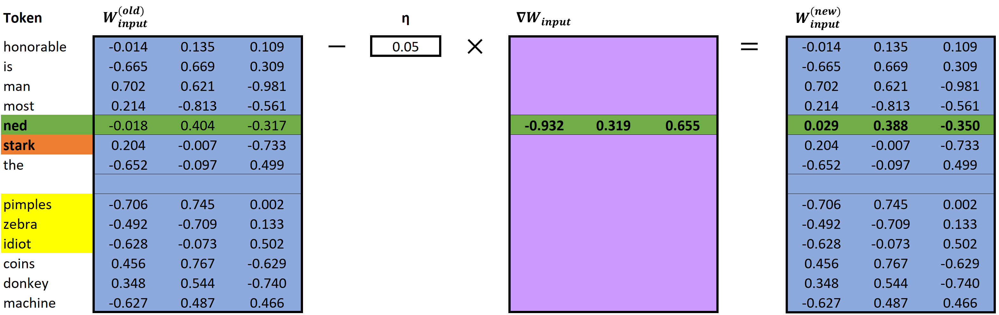 Token W_{input}^{(old)} η ∇W_{input} W_{input}^{(new)}
honorable -0.014 0.135 0.109 − 0.05 × = -0.014 0.135 0.109
is -0.665 0.669 0.309 -0.665 0.669 0.309
man 0.702 0.621 -0.981 0.702 0.621 -0.981
most 0.214 -0.813 -0.561 0.214 -0.813 -0.561
ned -0.018 0.404 -0.317 -0.932 0.319 0.655 0.029 0.388 -0.350
stark 0.204 -0.007 -0.733 0.204 -0.007 -0.733
the -0.652 -0.097 0.499 -0.652 -0.097 0.499
pimples -0.706 0.745 0.002 -0.706 0.745 0.002
zebra -0.492 -0.709 0.133 -0.492 -0.709 0.133
idiot -0.628 -0.073 0.502 -0.628 -0.073 0.502
coins 0.456 0.767 -0.629 0.456 0.767 -0.629
donkey 0.348 0.544 -0.740 0.348 0.544 -0.740
machine -0.627 0.487 0.466 -0.627 0.487 0.466